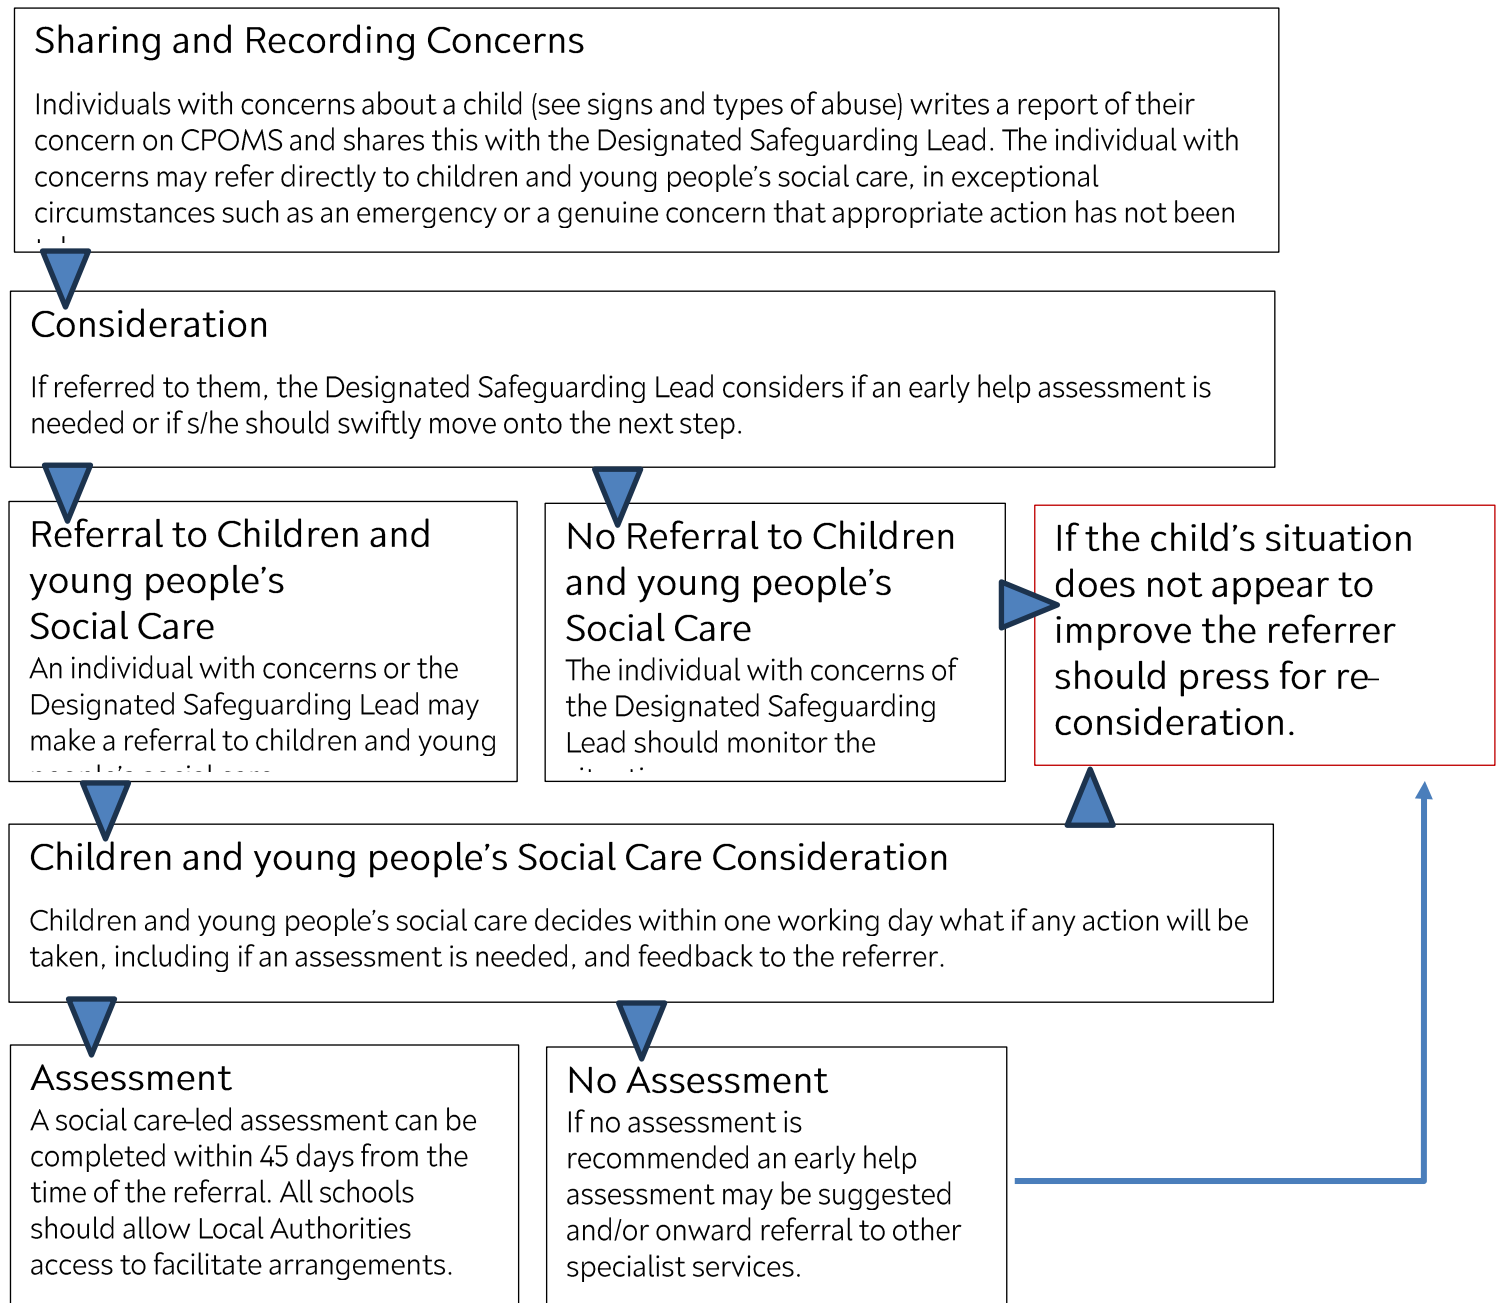 Sharing and Recording Concerns
Individuals with concerns about a child (see signs and types of abuse) writes a report of their
concern on CPOMS and shares this with the Designated Safeguarding Lead. The individual with
concerns may refer directly to children and young people’s social care, in exceptional
circumstances such as an emergency or a genuine concern that appropriate action has not been
Consideration
If referred to them, the Designated Safeguarding Lead considers if an early help assessment is
needed or if s/he should swiftly move onto the next step.
Referral to Children and
young people’s
Social Care
An individual with concerns or the
Designated Safeguarding Lead may
make a referral to children and young
people’s social care
No Referral to Children
and young people’s
Social Care
The individual with concerns of
the Designated Safeguarding
Lead should monitor the
If the child’s situation
does not appear to
improve the referrer
should press for re-
consideration.
Children and young people’s Social Care Consideration
Children and young people’s social care decides within one working day what if any action will be
taken, including if an assessment is needed, and feedback to the referrer.
Assessment
A social care-led assessment can be
completed within 45 days from the
time of the referral. All schools
should allow Local Authorities
access to facilitate arrangements.
No Assessment
If no assessment is
recommended an early help
assessment may be suggested
and/or onward referral to other
specialist services.